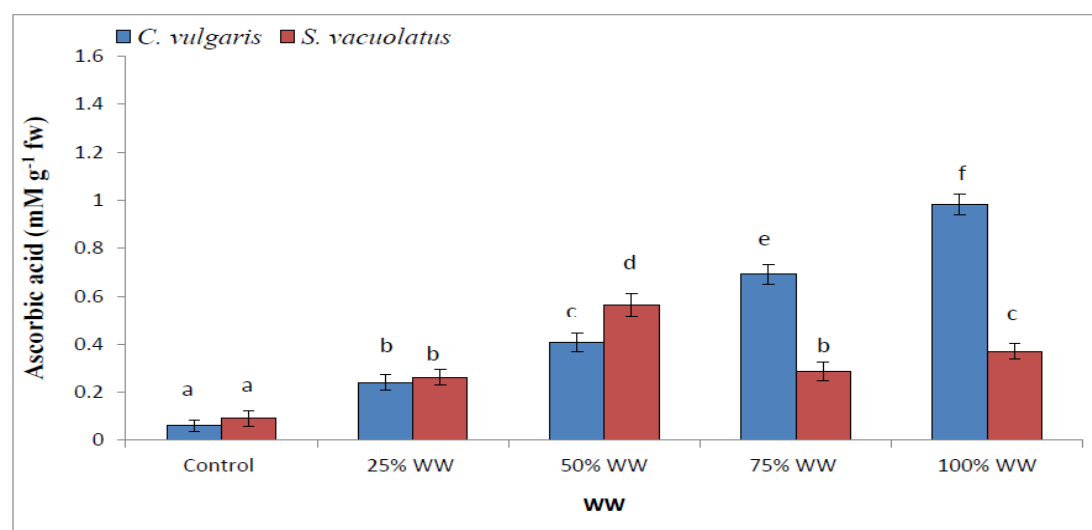 C. vulgaris S. vacuolatus
1.6
1.4
1.2
1
0.8
0.6
0.4
0.2
0
Ascorbic acid (mM g⁻¹ fw)
a a
b b
c d
e b
f c
Control 25% WW 50% WW 75% WW 100% WW
WW